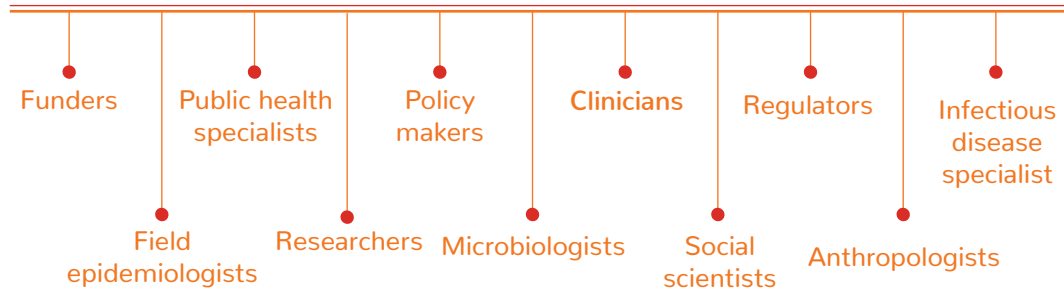 Funders
Public health
specialists
Policy
makers
Clinicians
Regulators
Infectious
disease
specialist
Field
epidemiologists
Researchers
Microbiologists
Social
scientists
Anthropologists